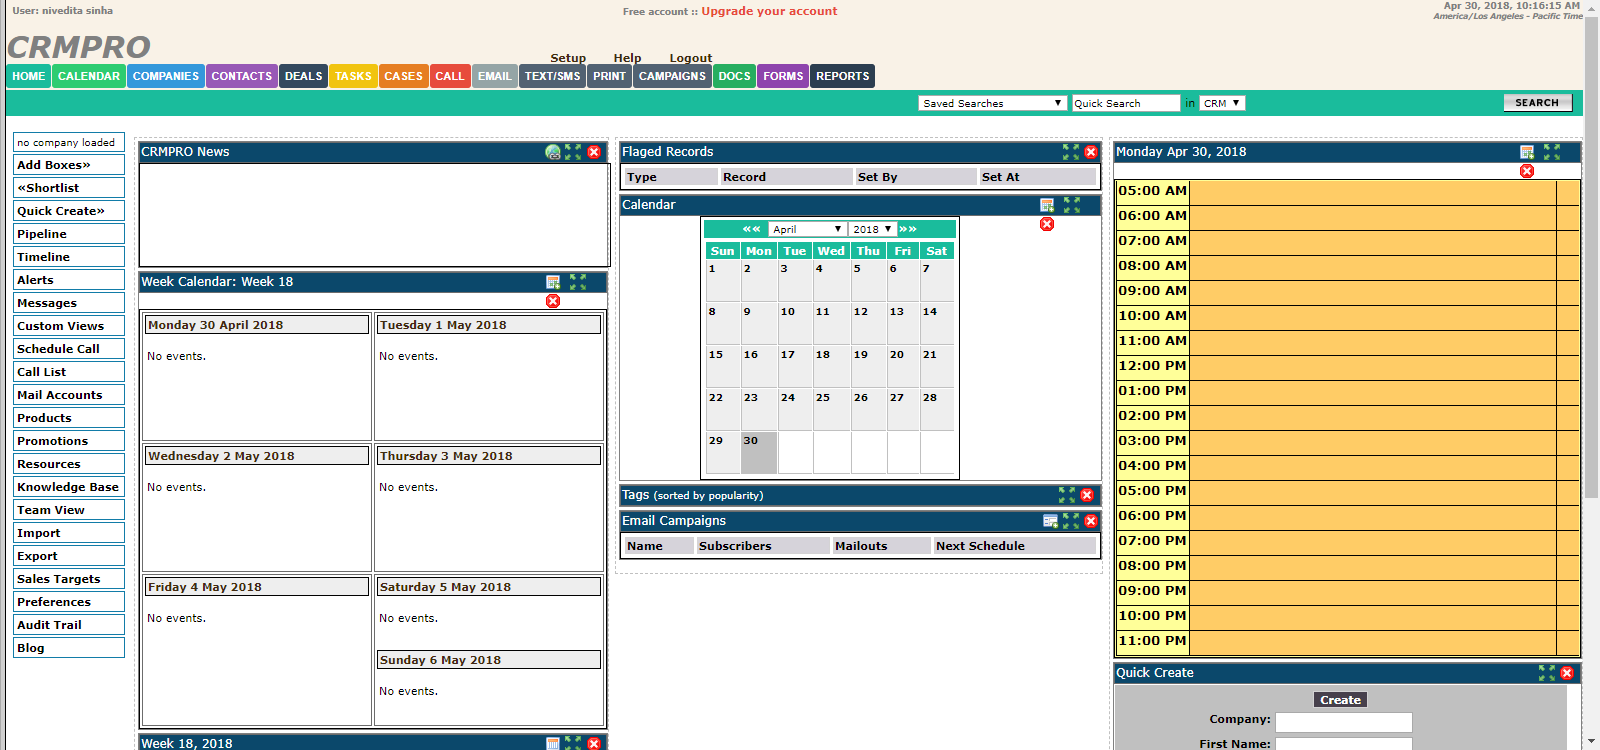 User: nivedita sinha
Free account :: Upgrade your account
Apr 30, 2018, 10:16:15 AM
America/Los Angeles - Pacific Time
CRMPRO
Setup Help Logout
HOME CALENDAR COMPANIES CONTACTS DEALS TASKS CASES CALL EMAIL TEXT/SMS PRINT CAMPAIGNS DOCS FORMS REPORTS
Saved Searches Quick Search in CRM SEARCH
no company loaded
Add Boxes»
«Shortlist
Quick Create»
Pipeline
Timeline
Alerts
Messages
Custom Views
Schedule Call
Call List
Mail Accounts
Products
Promotions
Resources
Knowledge Base
Team View
Import
Export
Sales Targets
Preferences
Audit Trail
Blog
CRMPRO News
Week Calendar: Week 18
Monday 30 April 2018 Tuesday 1 May 2018
No events. No events.
Wednesday 2 May 2018 Thursday 3 May 2018
No events. No events.
Friday 4 May 2018 Saturday 5 May 2018
No events. No events.
Sunday 6 May 2018
No events.
Week 18, 2018
Flaged Records
Type Record Set By Set At
Calendar
«« April 2018 »»
Sun Mon Tue Wed Thu Fri Sat
1 2 3 4 5 6 7
8 9 10 11 12 13 14
15 16 17 18 19 20 21
22 23 24 25 26 27 28
29 30
Tags (sorted by popularity)
Email Campaigns
Name Subscribers Mailouts Next Schedule
Monday Apr 30, 2018
05:00 AM
06:00 AM
07:00 AM
08:00 AM
09:00 AM
10:00 AM
11:00 AM
12:00 PM
01:00 PM
02:00 PM
03:00 PM
04:00 PM
05:00 PM
06:00 PM
07:00 PM
08:00 PM
09:00 PM
10:00 PM
11:00 PM
Quick Create
Create
Company:
First Name: